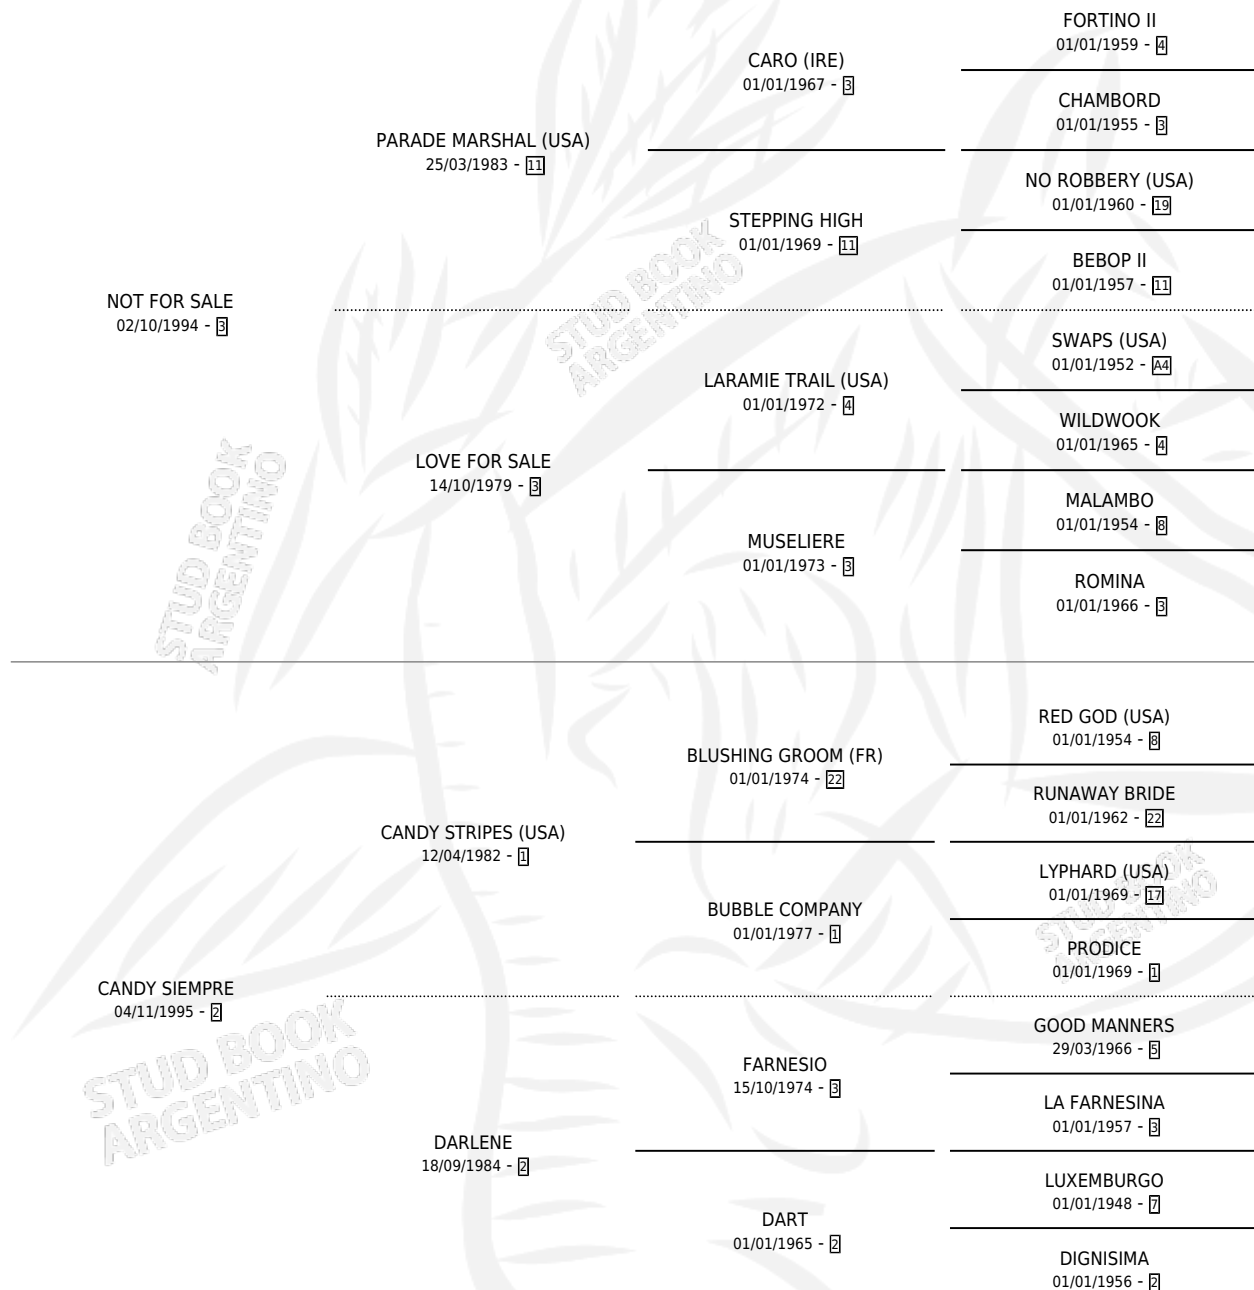 FORTINO II
01/01/1959 - 4
CARO (IRE)
01/01/1967 - 3
CHAMBORD
01/01/1955 - 3
PARADE MARSHAL (USA)
25/03/1983 - 11
NO ROBBERY (USA)
01/01/1960 - 19
STEPPING HIGH
01/01/1969 - 11
BEBOP II
01/01/1957 - 11
NOT FOR SALE
02/10/1994 - 3
STUD BOOK
ARGENTINO
SWAPS (USA)
01/01/1952 - A4
LARAMIE TRAIL (USA)
01/01/1972 - 4
WILDWOOK
01/01/1965 - 4
LOVE FOR SALE
14/10/1979 - 3
MALAMBO
01/01/1954 - 8
MUSELIERE
01/01/1973 - 3
ROMINA
01/01/1966 - 3
STUD BOOK
ARGENTINO
RED GOD (USA)
01/01/1954 - 8
BLUSHING GROOM (FR)
01/01/1974 - 22
RUNAWAY BRIDE
01/01/1962 - 22
CANDY STRIPES (USA)
12/04/1982 - 1
LYPHARD (USA)
01/01/1969 - 17
STUD BOOK
ARGENTINO
BUBBLE COMPANY
01/01/1977 - 1
PRODICE
01/01/1969 - 1
CANDY SIEMPRE
04/11/1995 - 2
STUD BOOK
ARGENTINO
GOOD MANNERS
29/03/1966 - 5
FARNESIO
15/10/1974 - 3
LA FARNESINA
01/01/1957 - 3
DARLENE
18/09/1984 - 2
LUXEMBURGO
01/01/1948 - 7
DART
01/01/1965 - 2
DIGNISIMA
01/01/1956 - 2